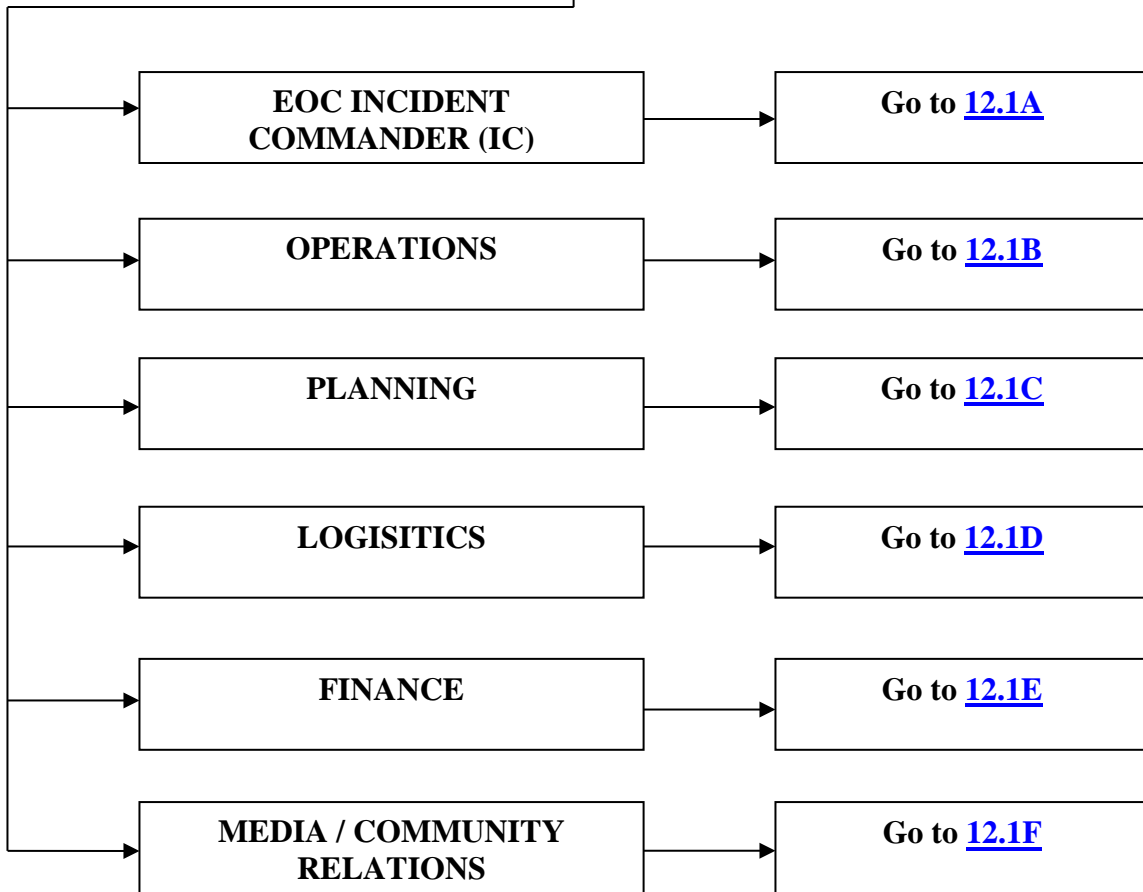 EOC INCIDENT
COMMANDER (IC)
Go to 12.1A
OPERATIONS
Go to 12.1B
PLANNING
Go to 12.1C
LOGISITICS
Go to 12.1D
FINANCE
Go to 12.1E
MEDIA / COMMUNITY
RELATIONS
Go to 12.1F